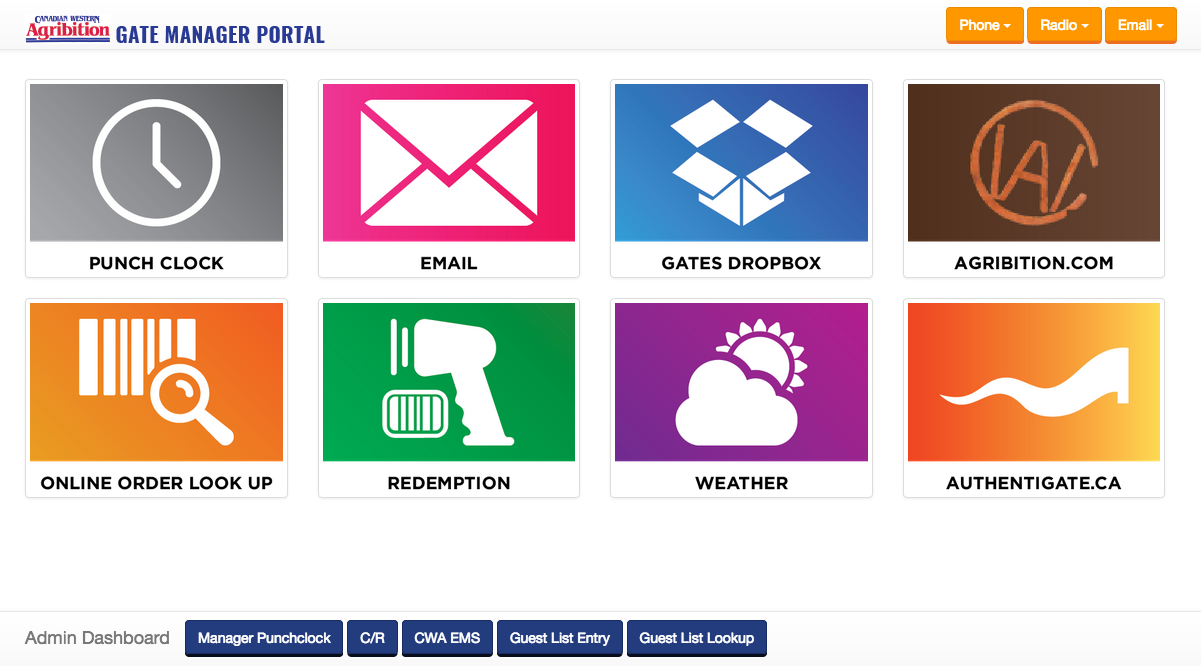 CANADIAN WESTERN
Agribition GATE MANAGER PORTAL
Phone Radio Email
PUNCH CLOCK EMAIL GATES DROPBOX AGRIBITION.COM
ONLINE ORDER LOOK UP REDEMPTION WEATHER AUTHENTIGATE.CA
Admin Dashboard Manager Punchclock C/R CWA EMS Guest List Entry Guest List Lookup